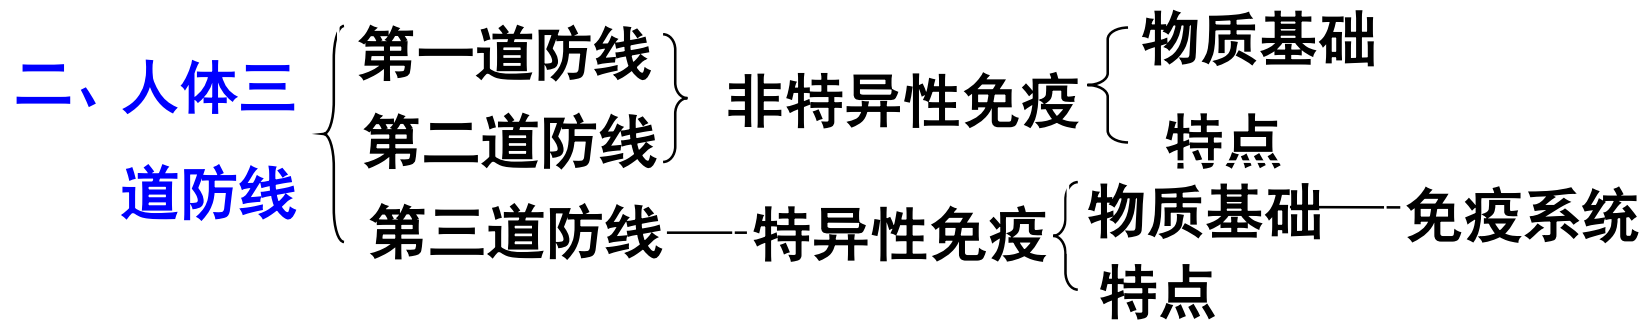 二、人体三
道防线
第一道防线
第二道防线
非特异性免疫
物质基础
特点
第三道防线
特异性免疫
物质基础
免疫系统
特点